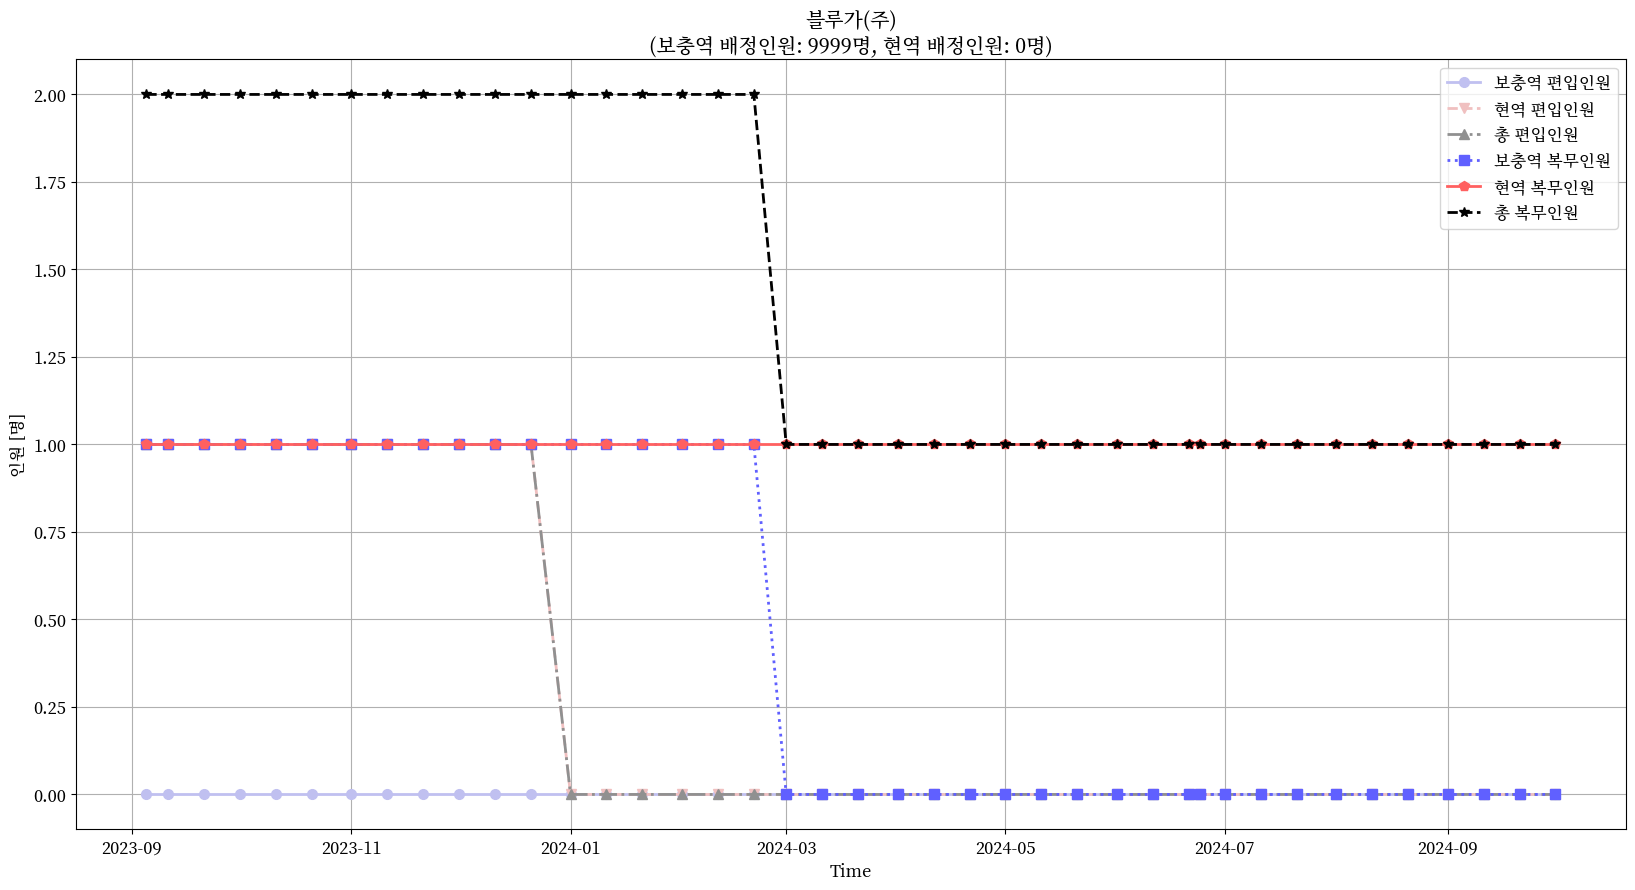 블루가(주)
(보충역 배정인원: 9999명, 현역 배정인원: 0명)
보충역 편입인원
현역 편입인원
총 편입인원
보충역 복무인원
현역 복무인원
총 복무인원
인원 [명]
2.00
1.75
1.50
1.25
1.00
0.75
0.50
0.25
0.00
2023-09
2023-11
2024-01
2024-03
2024-05
2024-07
2024-09
Time